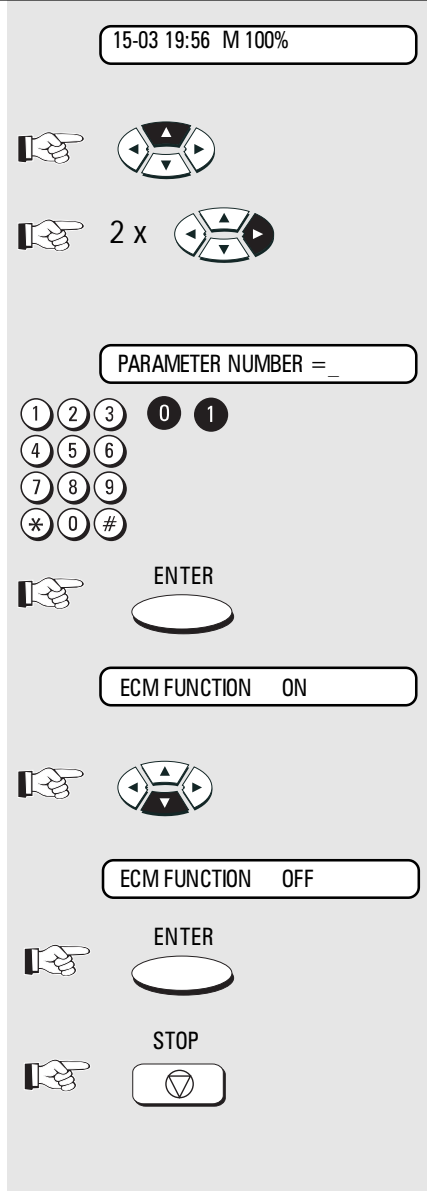 15-03 19:56 M 100%
2 x
PARAMETER NUMBER =_
1 2 3 0 1
4 5 6
7 8 9
* 0 #
ENTER
ECM FUNCTION ON
ECM FUNCTION OFF
ENTER
STOP